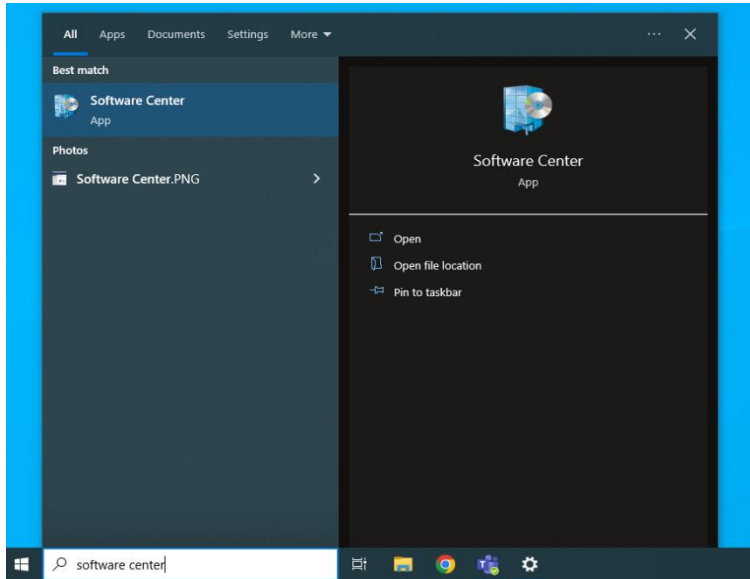 All Apps Documents Settings More
Best match
Software Center
App
Photos
Software Center.PNG
Software Center
App
Open
Open file location
Pin to taskbar
software center